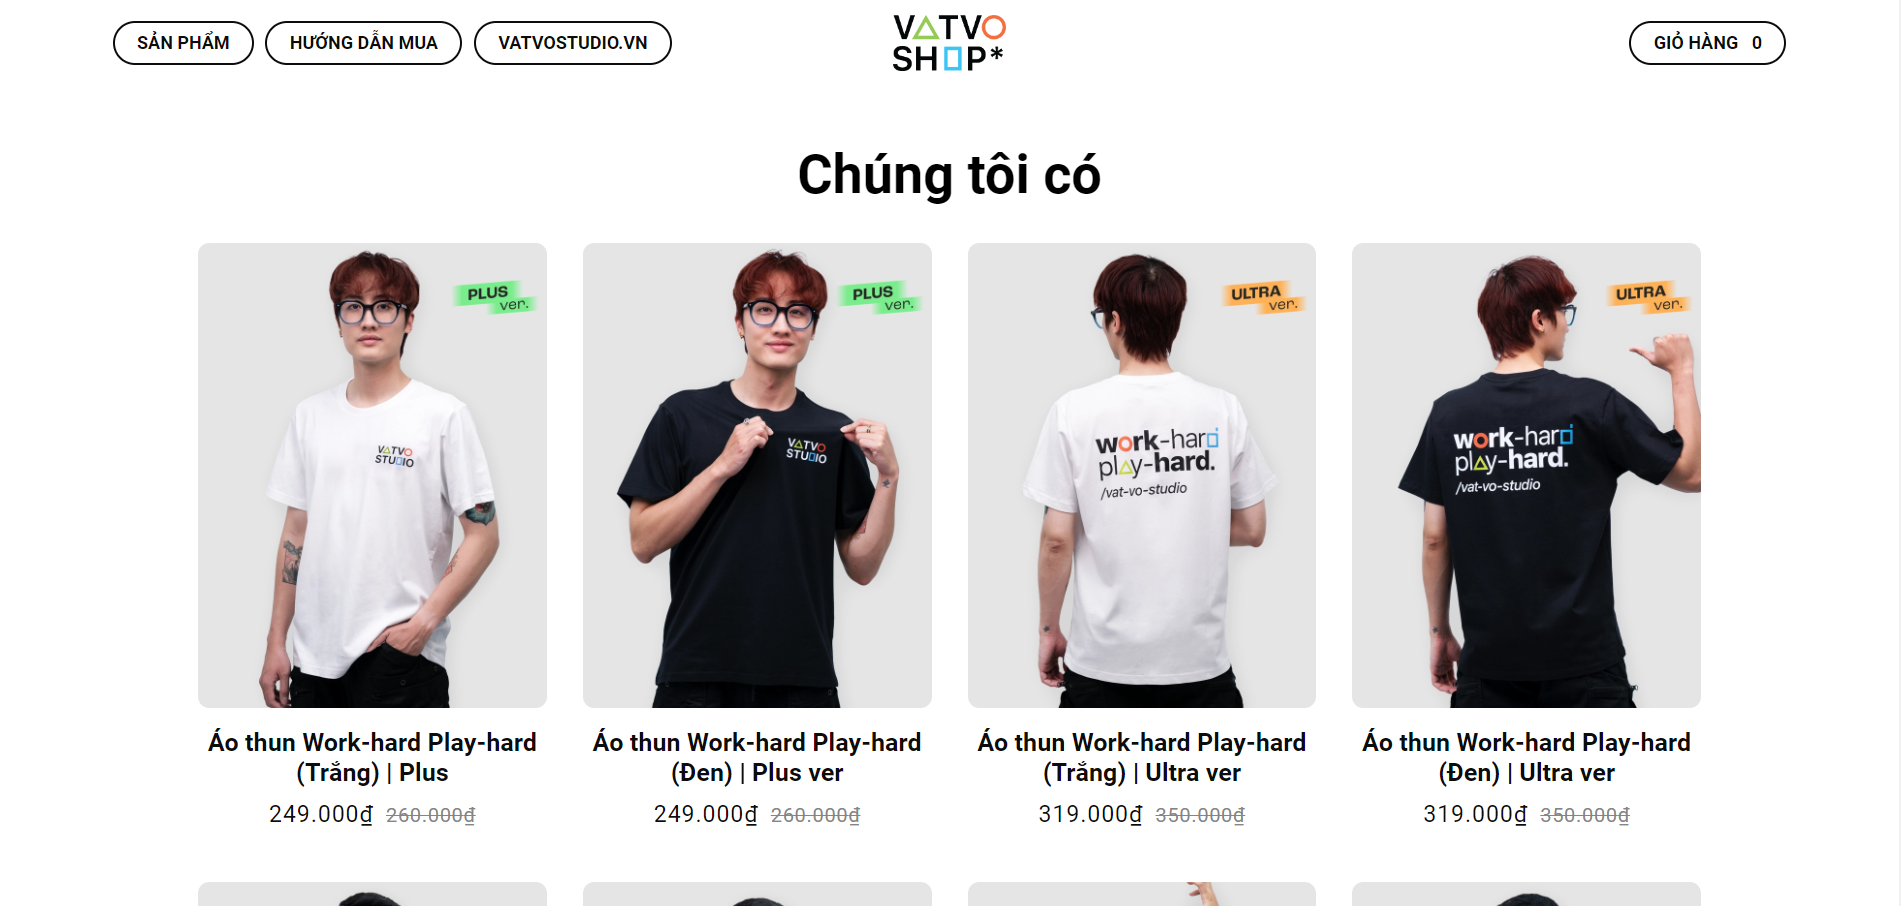 SẢN PHẨM
HƯỚNG DẪN MUA
VATVOSTUDIO.VN
VATVO
SHOP*
GIỎ HÀNG 0
Chúng tôi có
PLUS
ver.
VATVO
STUDIO
PLUS
ver.
VATVO
STUDIO
ULTRA
ver.
work-hard
play-hard.
/vat-vo-studio
ULTRA
ver.
work-hard
play-hard.
/vat-vo-studio
Áo thun Work-hard Play-hard
(Trắng) | Plus
249.000₫ 260.000₫
Áo thun Work-hard Play-hard
(Đen) | Plus ver
249.000₫ 260.000₫
Áo thun Work-hard Play-hard
(Trắng) | Ultra ver
319.000₫ 350.000₫
Áo thun Work-hard Play-hard
(Đen) | Ultra ver
319.000₫ 350.000₫